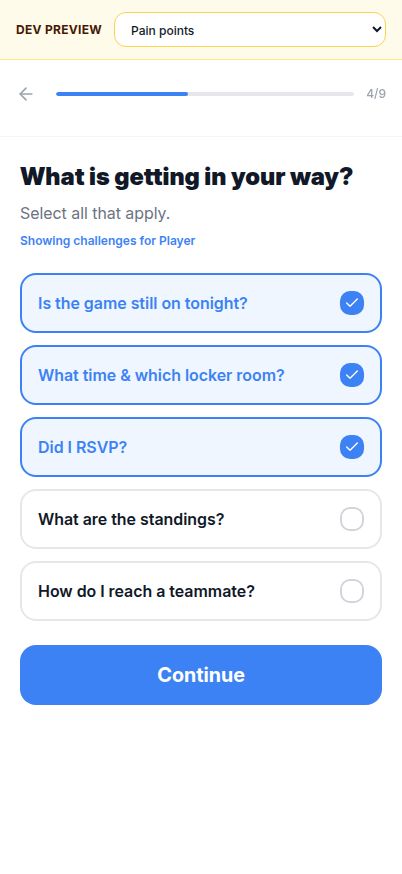 DEV PREVIEW Pain points
4/9
What is getting in your way?
Select all that apply.
Showing challenges for Player
Is the game still on tonight?
What time & which locker room?
Did I RSVP?
What are the standings?
How do I reach a teammate?
Continue